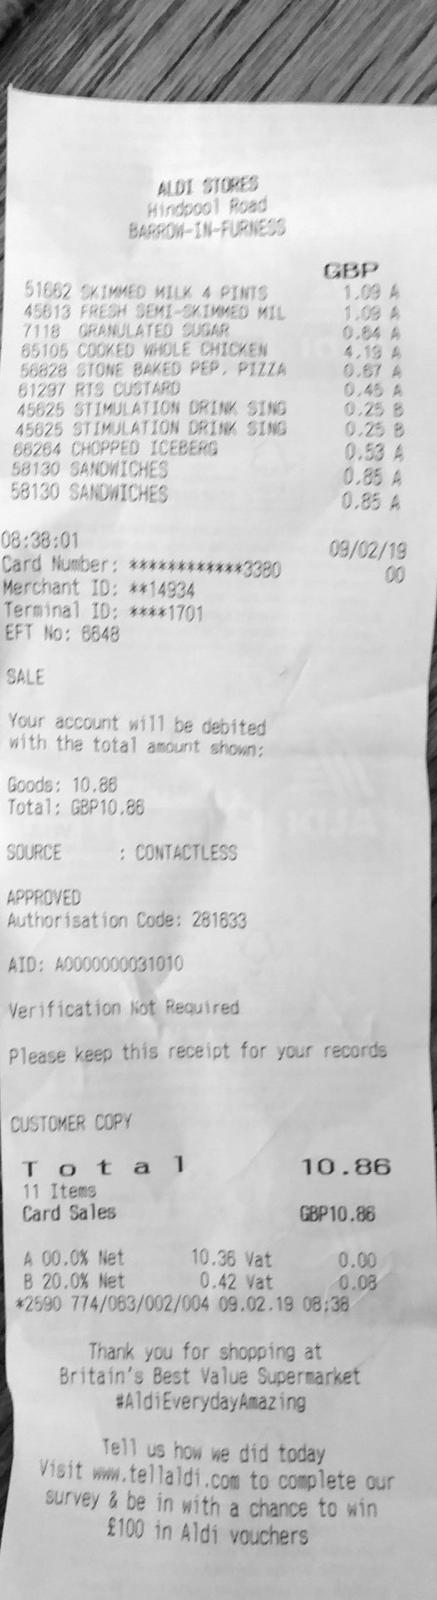 ALDI STORES
Hindpool Road
BARROW-IN-FURNESS
GBP
51662 SKIMMED MILK 4 PINTS 1.09 A
45613 FRESH SEMI-SKIMMED MIL 1.09 A
7118 GRANULATED SUGAR 0.64 A
65105 COOKED WHOLE CHICKEN 4.19 A
56828 STONE BAKED PEP. PIZZA 0.67 A
61297 RTS CUSTARD 0.45 A
45625 STIMULATION DRINK SING 0.25 B
45625 STIMULATION DRINK SING 0.25 B
66264 CHOPPED ICEBERG 0.53 A
58130 SANDWICHES 0.85 A
58130 SANDWICHES 0.85 A
08:38:01 09/02/19
Card Number: ************3380 00
Merchant ID: **14934
Terminal ID: ****1701
EFT No: 6648
SALE
Your account will be debited
with the total amount shown:
Goods: 10.86
Total: GBP10.86
SOURCE : CONTACTLESS
APPROVED
Authorisation Code: 281633
AID: A0000000031010
Verification Not Required
Please keep this receipt for your records
CUSTOMER COPY
Total 10.86
11 Items
Card Sales GBP10.86
A 00.0% Net 10.36 Vat 0.00
B 20.0% Net 0.42 Vat 0.08
*2590 774/063/002/004 09.02.19 08:38
Thank you for shopping at
Britain's Best Value Supermarket
#AldiEverydayAmazing
Tell us how we did today
Visit www.tellaldi.com to complete our
survey & be in with a chance to win
£100 in Aldi vouchers